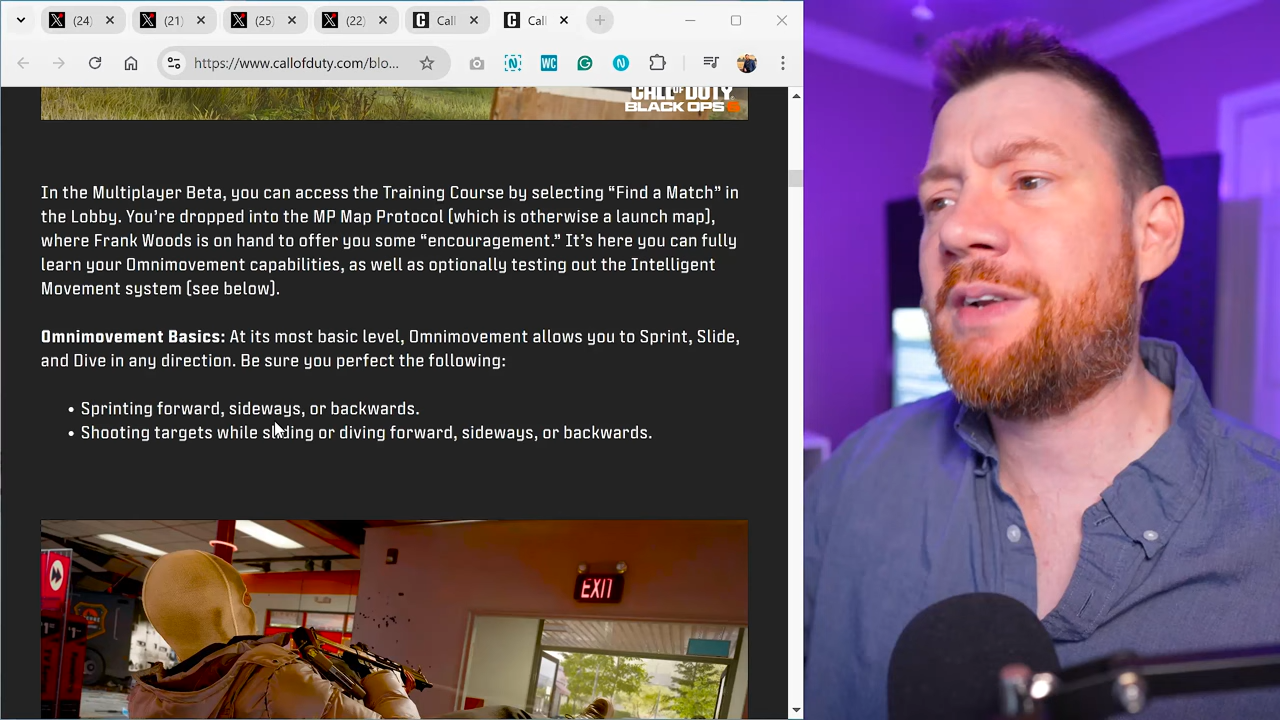 (24)
(21)
(25)
(22)
Call
Cal
https://www.callofduty.com/blo...
WC
CALL OF DUTY
BLACK OPS 6
In the Multiplayer Beta, you can access the Training Course by selecting “Find a Match” in
the Lobby. You’re dropped into the MP Map Protocol (which is otherwise a launch map),
where Frank Woods is on hand to offer you some “encouragement.” It’s here you can fully
learn your Omnimovement capabilities, as well as optionally testing out the Intelligent
Movement system (see below).
Omnimovement Basics: At its most basic level, Omnimovement allows you to Sprint, Slide,
and Dive in any direction. Be sure you perfect the following:
• Sprinting forward, sideways, or backwards.
• Shooting targets while sliding or diving forward, sideways, or backwards.
EXIT